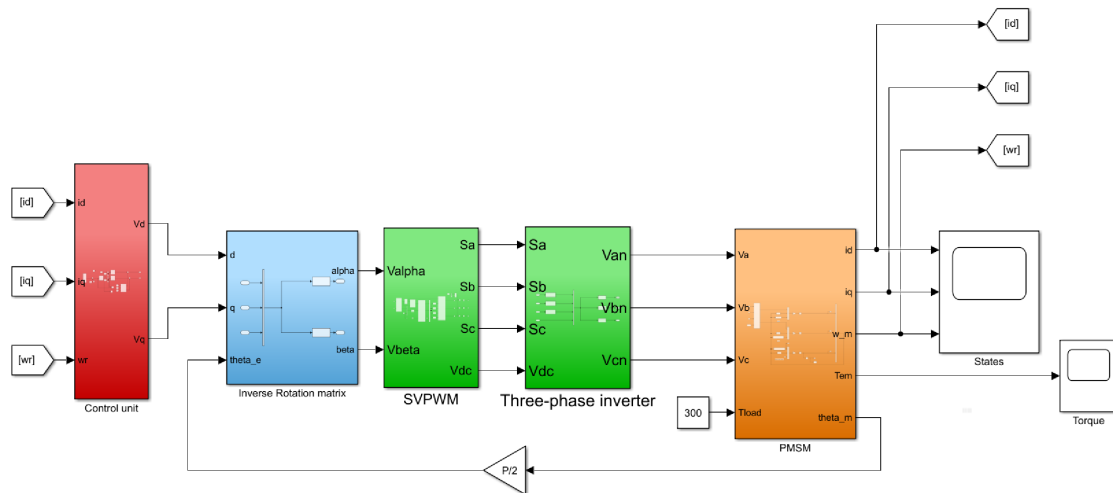 [id]
[iq]
[wr]
[id]
id
Vd
[iq]
iq
Vq
[wr]
wr
Control unit
d
alpha
q
theta_e
beta
Inverse Rotation matrix
Sa
Valpha
Sb
Sc
Vbeta
Vdc
SVPWM
Sa
Van
Sb
Vbn
Sc
Vcn
Vdc
Three-phase inverter
Va
id
iq
Vb
w_m
Vc
Tem
300
Tload
theta_m
PMSM
States
Torque
P/2